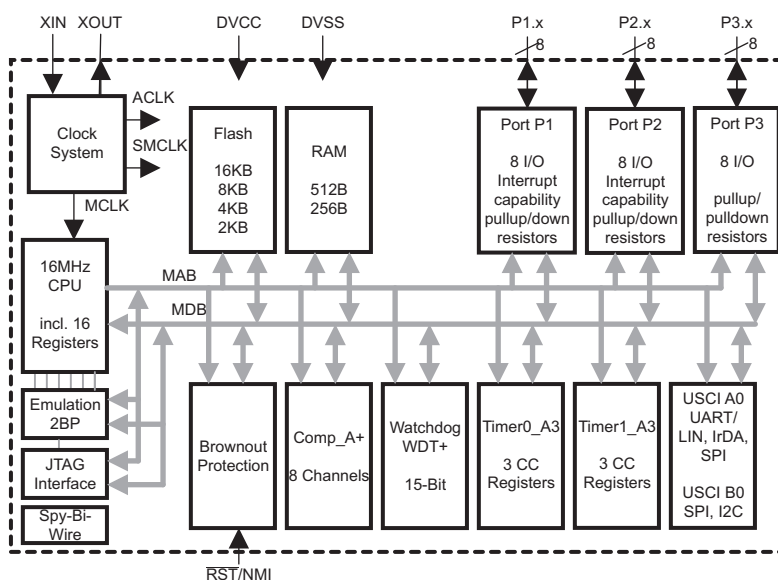 XIN XOUT DVCC DVSS P1.x P2.x P3.x
8 8 8
Clock
System
ACLK
SMCLK
MCLK
Flash
16KB
8KB
4KB
2KB
RAM
512B
256B
Port P1
8 I/O
Interrupt
capability
pullup/down
resistors
Port P2
8 I/O
Interrupt
capability
pullup/down
resistors
Port P3
8 I/O
pullup/
pulldown
resistors
16MHz
CPU
incl. 16
Registers
MAB
MDB
Emulation
2BP
JTAG
Interface
Spy-Bi-
Wire
Brownout
Protection
Comp_A+
8 Channels
Watchdog
WDT+
15-Bit
Timer0_A3
3 CC
Registers
Timer1_A3
3 CC
Registers
USCI A0
UART/
LIN, IrDA,
SPI
USCI B0
SPI, I2C
RST/NMI